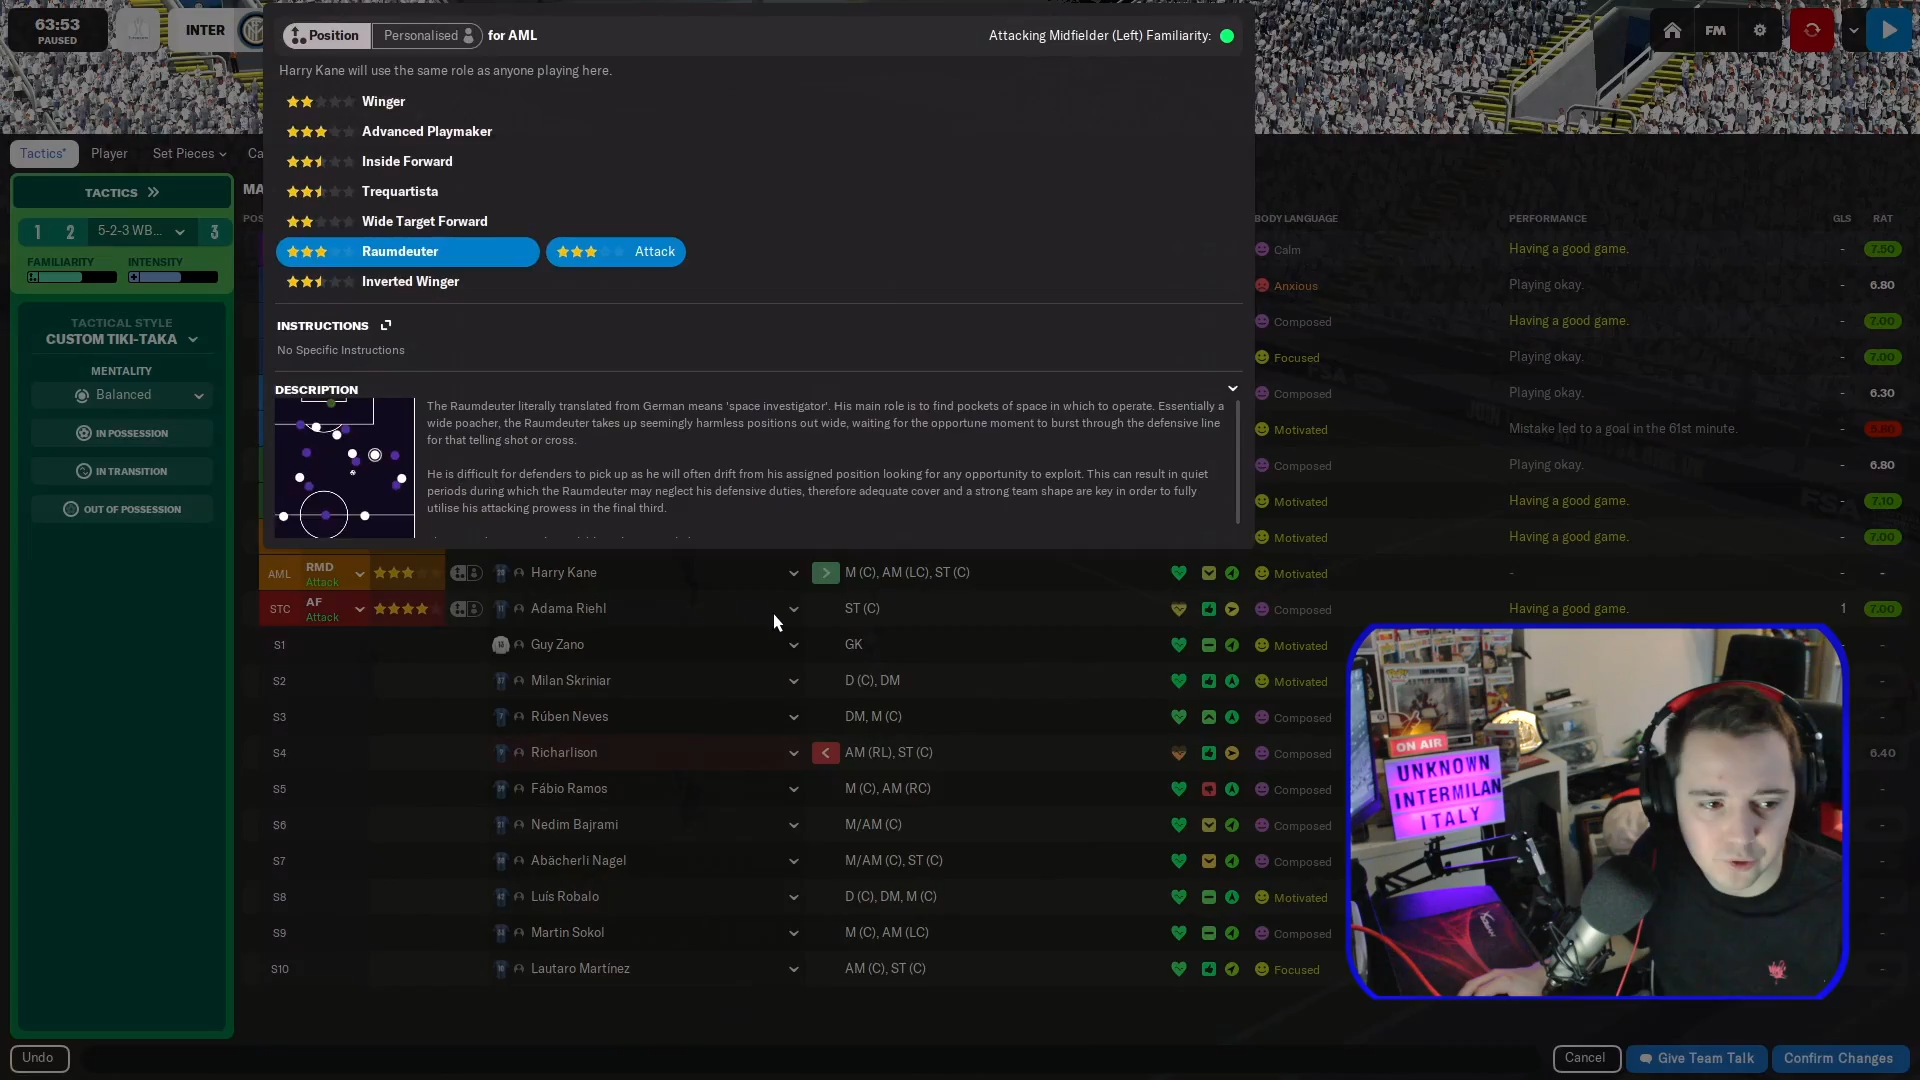 63:53
PAUSED
INTER
FM
Position
Personalised
for AML
Attacking Midfielder (Left) Familiarity:
Harry Kane will use the same role as anyone playing here.
Winger
Advanced Playmaker
Inside Forward
Trequartista
Wide Target Forward
Raumdeuter
Attack
Inverted Winger
INSTRUCTIONS
No Specific Instructions
DESCRIPTION
The Raumdeuter literally translated from German means 'space investigator'. His main role is to find pockets of space in which to operate. Essentially a
wide poacher, the Raumdeuter takes up seemingly harmless positions out wide, waiting for the opportune moment to burst through the defensive line
for that telling shot or cross.
He is difficult for defenders to pick up as he will often drift from his assigned position looking for any opportunity to exploit. This can result in quiet
periods during which the Raumdeuter may neglect his defensive duties, therefore adequate cover and a strong team shape are key in order to fully
utilise his attacking prowess in the final third.
Tactics*
Player
Set Pieces
Ca
TACTICS
1 2 5-2-3 WB... 3
FAMILIARITY
INTENSITY
TACTICAL STYLE
CUSTOM TIKI-TAKA
MENTALITY
Balanced
IN POSSESSION
IN TRANSITION
OUT OF POSSESSION
MA
POS
BODY LANGUAGE PERFORMANCE GLS RAT
Calm Having a good game. - 7.50
Anxious Playing okay. - 6.80
Composed Having a good game. - 7.00
Focused Playing okay. - 7.00
Composed Playing okay. - 6.30
Motivated Mistake led to a goal in the 61st minute. - 5.80
Composed Playing okay. - 6.80
Motivated Having a good game. - 7.10
Motivated Having a good game. - 7.00
AML RMD Attack Harry Kane M (C), AM (LC), ST (C) Motivated - - -
STC AF Attack Adama Riehl ST (C) Composed Having a good game. 1 7.00
S1 Guy Zano GK Motivated
S2 Milan Skriniar D (C), DM Motivated
S3 Rúben Neves DM, M (C) Composed
S4 Richarlison AM (RL), ST (C) Composed 6.40
S5 Fábio Ramos M (C), AM (RC) Composed
S6 Nedim Bajrami M/AM (C) Composed
S7 Abächerli Nagel M/AM (C), ST (C) Composed
S8 Luís Robalo D (C), DM, M (C) Motivated
S9 Martin Sokol M (C), AM (LC) Composed
S10 Lautaro Martínez AM (C), ST (C) Focused
ON AIR
UNKNOWN
INTERMILAN
ITALY
Undo
Cancel
Give Team Talk
Confirm Changes